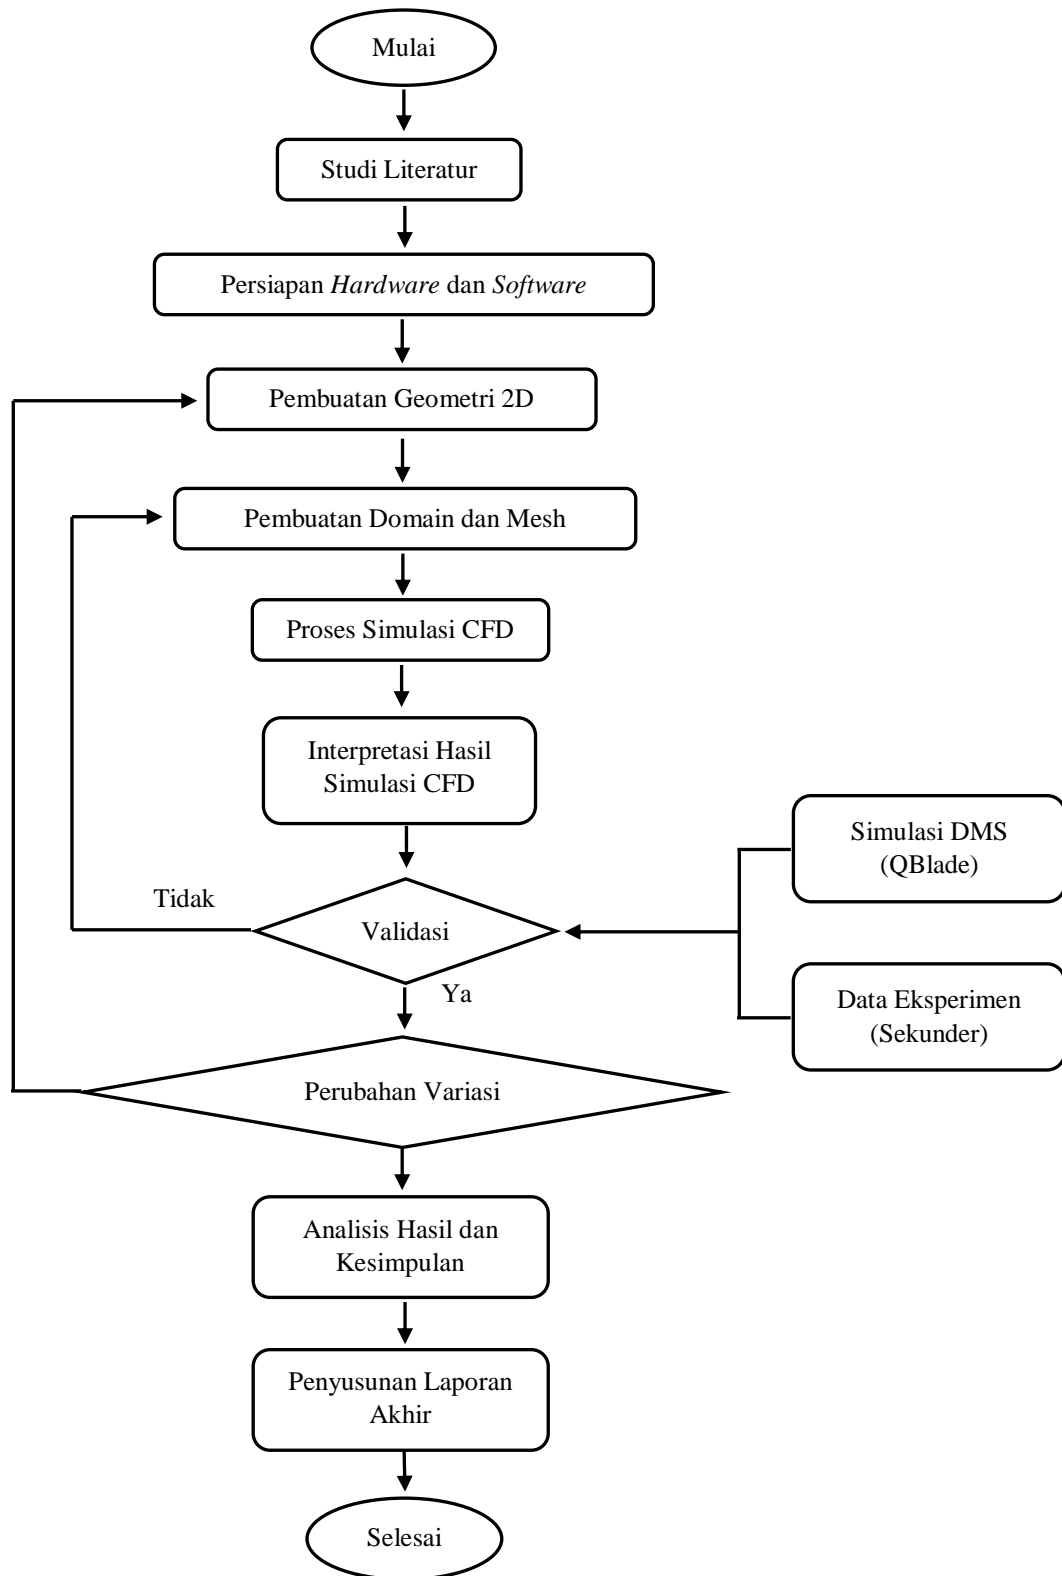 Mulai
Studi Literatur
Persiapan Hardware dan Software
Pembuatan Geometri 2D
Pembuatan Domain dan Mesh
Proses Simulasi CFD
Interpretasi Hasil
Simulasi CFD
Simulasi DMS
(QBlade)
Tidak
Validasi
Ya
Data Eksperimen
(Sekunder)
Perubahan Variasi
Analisis Hasil dan
Kesimpulan
Penyusunan Laporan
Akhir
Selesai